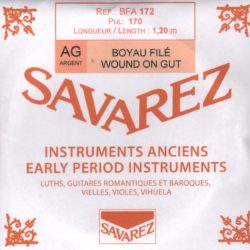 REF: BFA 172
PUL: 170
LONGUEUR / LENGTH: 1,20 m
AG
ARGENT
BOYAU FILÉ
WOUND ON GUT
SAVAREZ
INSTRUMENTS ANCIENS
EARLY PERIOD INSTRUMENTS
LUTHS, GUITARES ROMANTIQUES ET BAROQUES,
VIELLES, VIOLES, VIHUELA
SAVAREZ